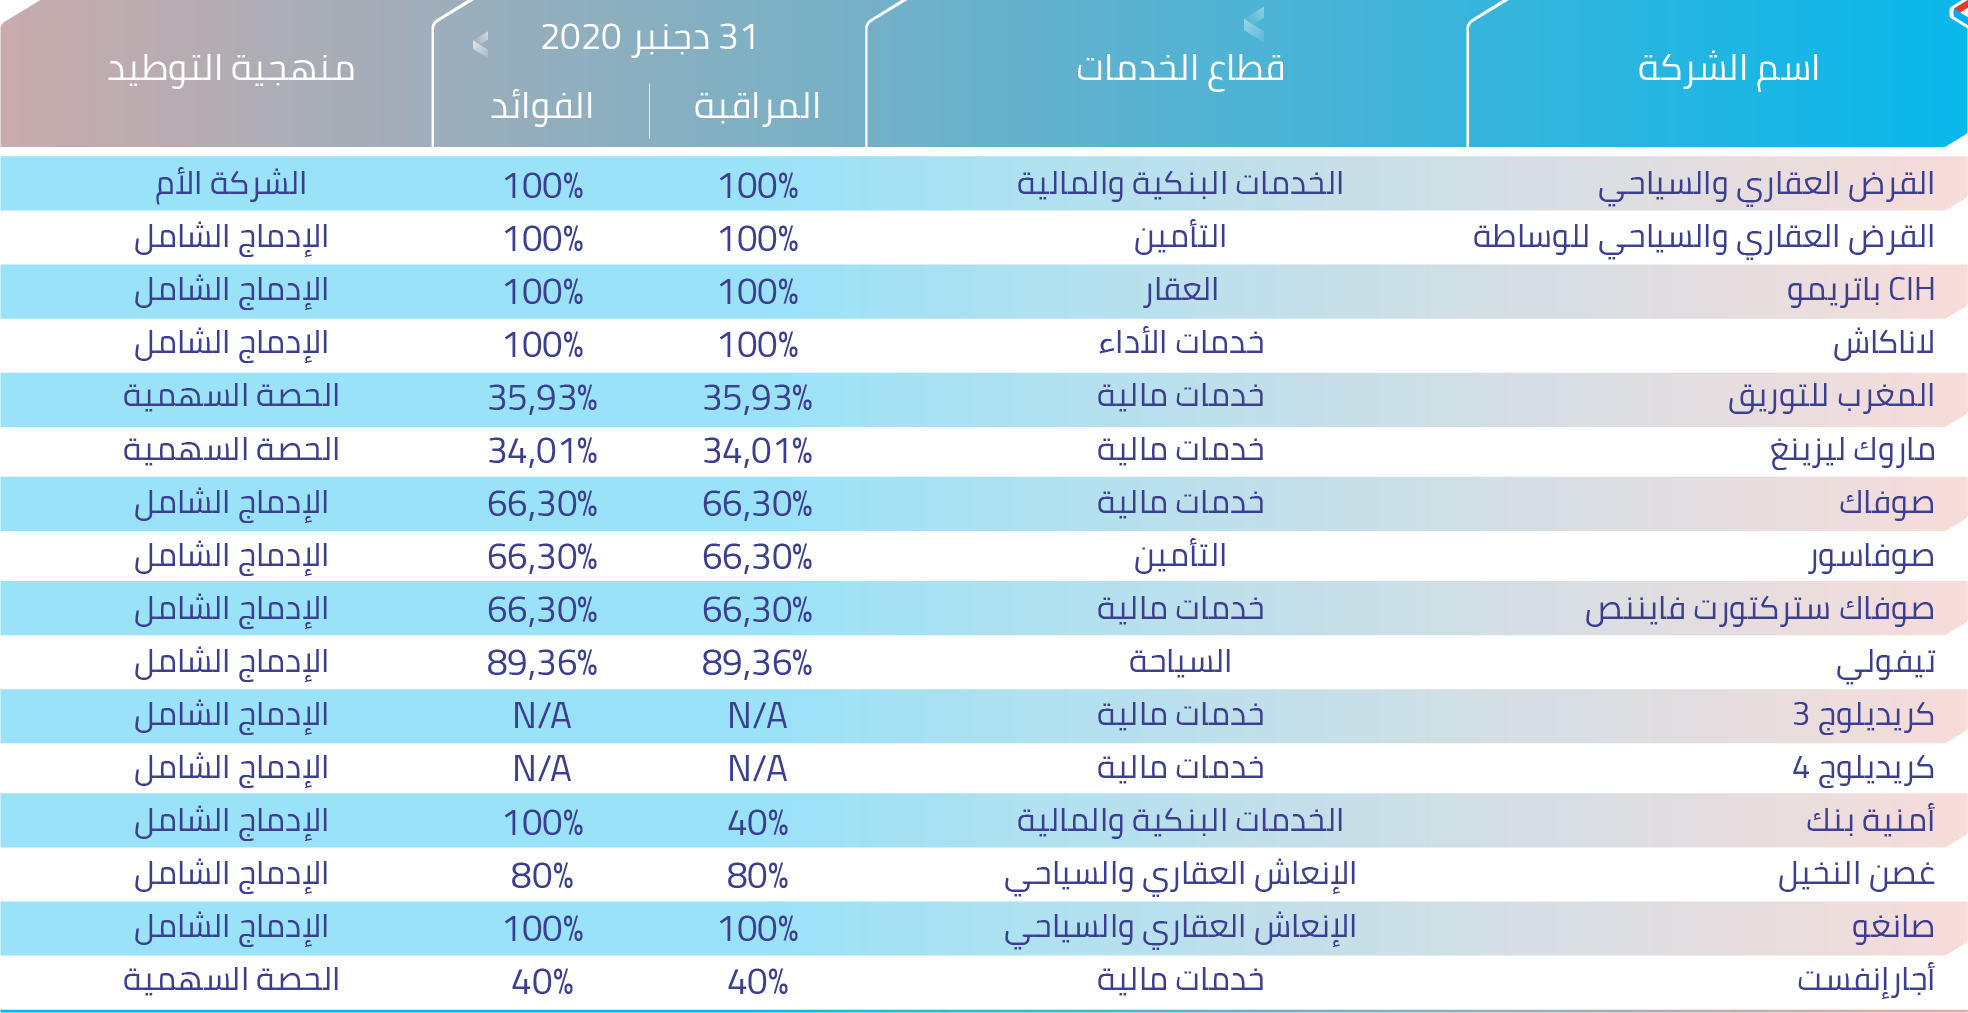 اسم الشركة قطاع الخدمات 31 دجنبر 2020 منهجية التوطيد
المراقبة الفوائد
القرض العقاري والسياحي الخدمات البنكية والمالية 100% 100% الشركة الأم
القرض العقاري والسياحي للوساطة التأمين 100% 100% الإدماج الشامل
CIH باتريمو العقار 100% 100% الإدماج الشامل
لاناكاش خدمات الأداء 100% 100% الإدماج الشامل
المغرب للتوريق خدمات مالية 35,93% 35,93% الحصة السهمية
ماروك ليزينغ خدمات مالية 34,01% 34,01% الحصة السهمية
صوفاك خدمات مالية 66,30% 66,30% الإدماج الشامل
صوفاسور التأمين 66,30% 66,30% الإدماج الشامل
صوفاك ستركتورت فايننص خدمات مالية 66,30% 66,30% الإدماج الشامل
تيفولي السياحة 89,36% 89,36% الإدماج الشامل
كريديلوج 3 خدمات مالية N/A N/A الإدماج الشامل
كريديلوج 4 خدمات مالية N/A N/A الإدماج الشامل
أمنية بنك الخدمات البنكية والمالية 40% 100% الإدماج الشامل
غصن النخيل الإنعاش العقاري والسياحي 80% 80% الإدماج الشامل
صانغو الإنعاش العقاري والسياحي 100% 100% الإدماج الشامل
أجارإنفست خدمات مالية 40% 40% الحصة السهمية